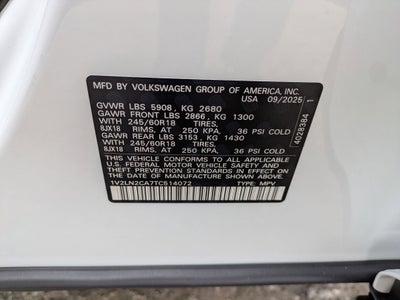 MFD BY VOLKSWAGEN GROUP OF AMERICA, INC.
USA 09/2025
GVWR LBS 5908, KG 2680
GAWR FRONT LBS 2866, KG 1300
WITH 245/60R18 TIRES,
8JX18 RIMS, AT 250 KPA, 36 PSI COLD
GAWR REAR LBS 3153, KG 1430
WITH 245/60R18 TIRES,
8JX18 RIMS, AT 250 KPA, 36 PSI COLD
THIS VEHICLE CONFORMS TO ALL APPLICABLE
U.S. FEDERAL MOTOR VEHICLE SAFETY AND
THEFT PREVENTION STANDARDS IN EFFECT ON
THE DATE OF MANUFACTURE SHOWN ABOVE.
1V2LN2CA7TC514072 TYPE: MPV
4028384